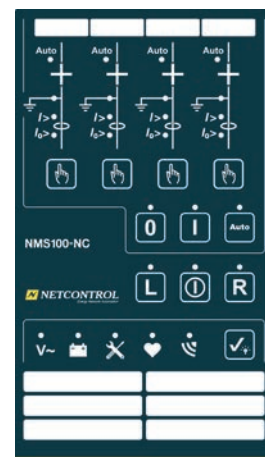 Auto Auto Auto Auto
I> I> I> I>
I₀> I₀> I₀> I₀>
0 I Auto
NMS100-NC
NETCONTROL
L R
V~